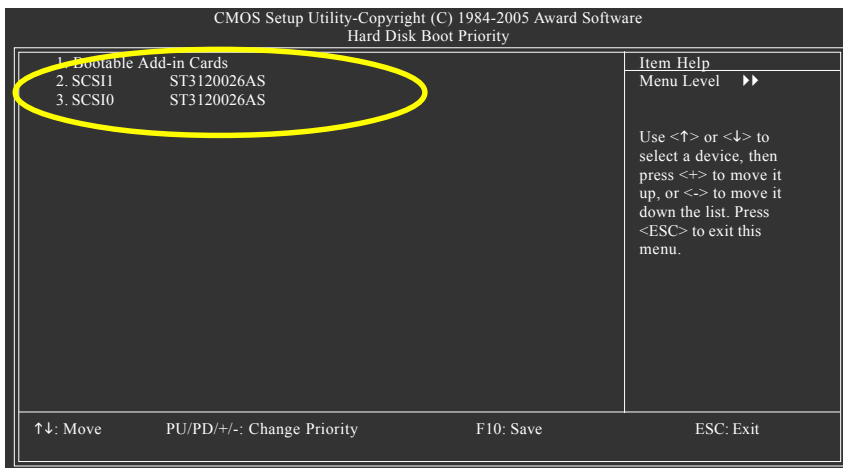 CMOS Setup Utility-Copyright (C) 1984-2005 Award Software
Hard Disk Boot Priority
1. Bootable Add-in Cards
2. SCSI1 ST3120026AS
3. SCSI0 ST3120026AS
Item Help
Menu Level ▸▸
Use <↑> or <↓> to
select a device, then
press <+> to move it
up, or <-> to move it
down the list. Press
<ESC> to exit this
menu.
↑↓: Move PU/PD/+/-: Change Priority F10: Save ESC: Exit